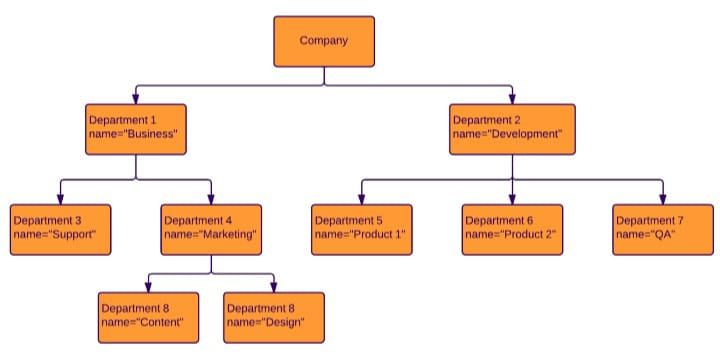 Company
Department 1
name="Business"
Department 2
name="Development"
Department 3
name="Support"
Department 4
name="Marketing"
Department 5
name="Product 1"
Department 6
name="Product 2"
Department 7
name="QA"
Department 8
name="Content"
Department 8
name="Design"